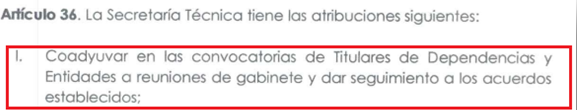 Artículo 36. La Secretaría Técnica tiene las atribuciones siguientes:
I. Coadyuvar en las convocatorias de Titulares de Dependencias y
Entidades a reuniones de gabinete y dar seguimiento a los acuerdos
establecidos;